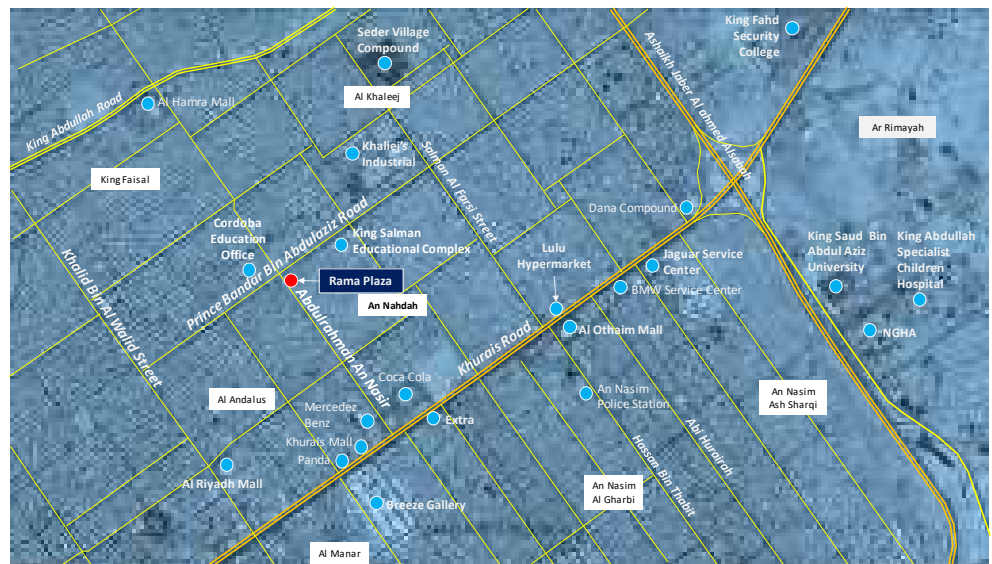 King Fahd
Security
College
Seder Village
Compound
Ashaikh Jaber Al ahmed Alsabah
Al Khaleej
King Abdullah Road
Al Hamra Mall
Ar Rimayah
Khaliej's
Industrial
Salman Al Farsi Street
King Faisal
Dana Compound
Cordoba
Education
Office
Prince Bandar Bin Abdulaziz Road
King Salman
Educational Complex
Lulu
Hypermarket
Jaguar Service
Center
King Saud Bin
Abdul Aziz
University
King Abdullah
Specialist
Children
Hospital
Khalid Bin Al Walid Street
Rama Plaza
BMW Service Center
An Nahdah
Abdulrahman An Nasir
Khurais Road
Al Othaim Mall
NGHA
Coca Cola
An Nasim
Police Station
An Nasim
Ash Sharqi
Al Andalus
Mercedez
Benz
Extra
Abi Hurairah
Hassan Bin Thabit
Khurais Mall
Panda
Al Riyadh Mall
An Nasim
Al Gharbi
Breeze Gallery
Al Manar